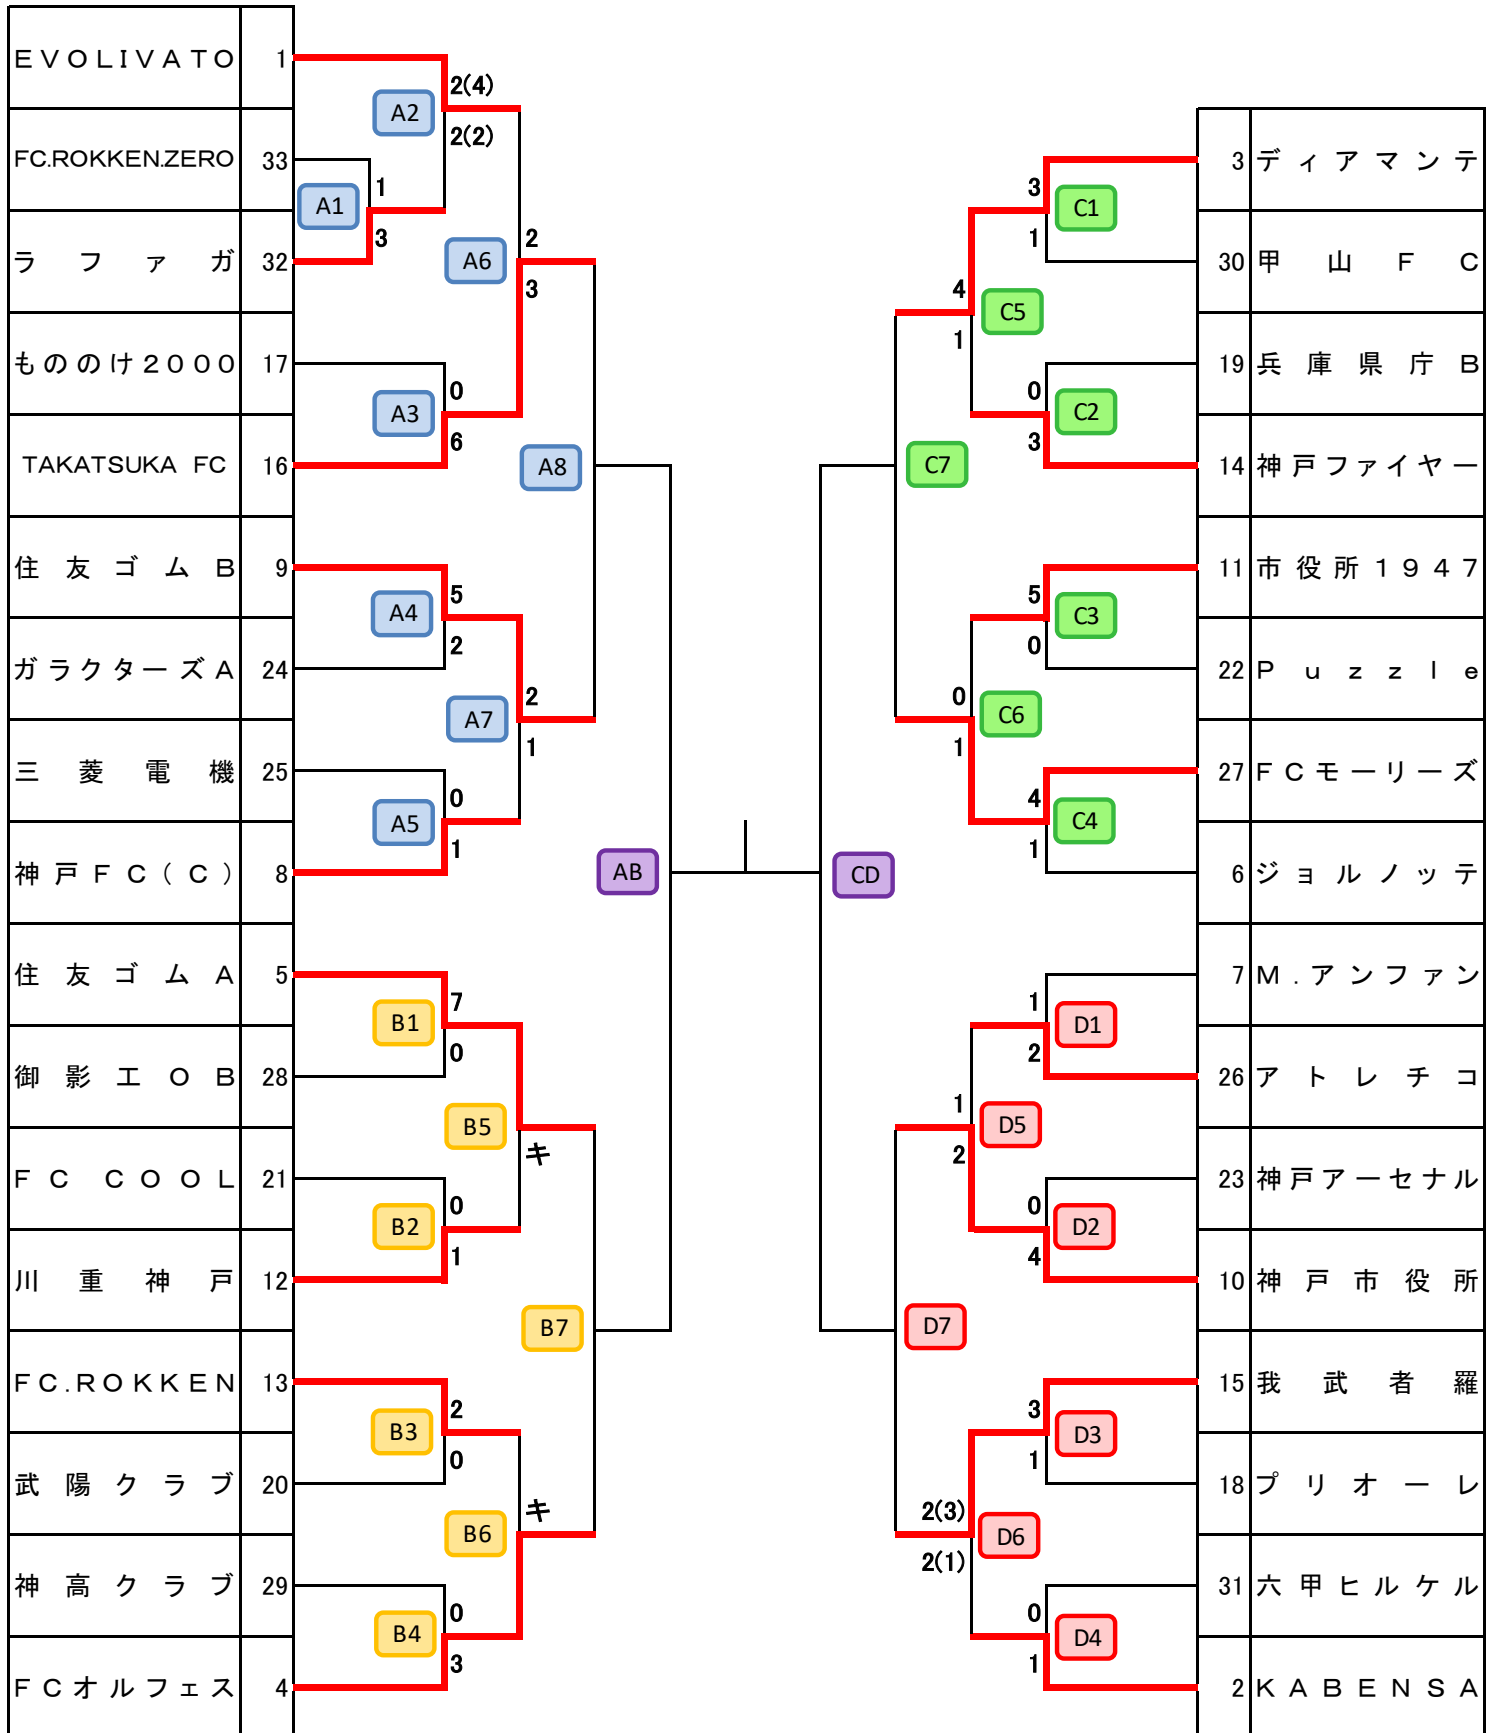 EVOLIVATO 1
2(4)
A2
2(2)
FC.ROKKEN.ZERO 33
1
A1
3
ラファガ 32
2
A6
3
もののけ2000 17
0
A3
6
TAKATSUKA FC 16
A8
住友ゴムB 9
5
A4
2
ガラクターズA 24
2
A7
1
三菱電機 25
0
A5
1
神戸FC(C) 8
AB
住友ゴムA 5
7
B1
0
御影工OB 28
B5
キ
FC COOL 21
0
B2
1
川重神戸 12
B7
FC.ROKKEN 13
2
B3
0
武陽クラブ 20
キ
B6
神高クラブ 29
0
B4
3
FCオルフェス 4
3 ディアマンテ
3
C1
1
30 甲山FC
4
C5
1
19 兵庫県庁B
0
C2
3
14 神戸ファイヤー
C7
11 市役所1947
5
C3
0
22 Puzzle
0
C6
1
27 FCモーリーズ
4
C4
1
6 ジョルノッテ
CD
7 M.アンファン
1
D1
2
26 アトレチコ
1
D5
2
23 神戸アーセナル
0
D2
4
10 神戸市役所
D7
15 我武者羅
3
D3
1
18 プリオーレ
2(3)
D6
2(1)
31 六甲ヒルケル
0
D4
1
2 KABENSA